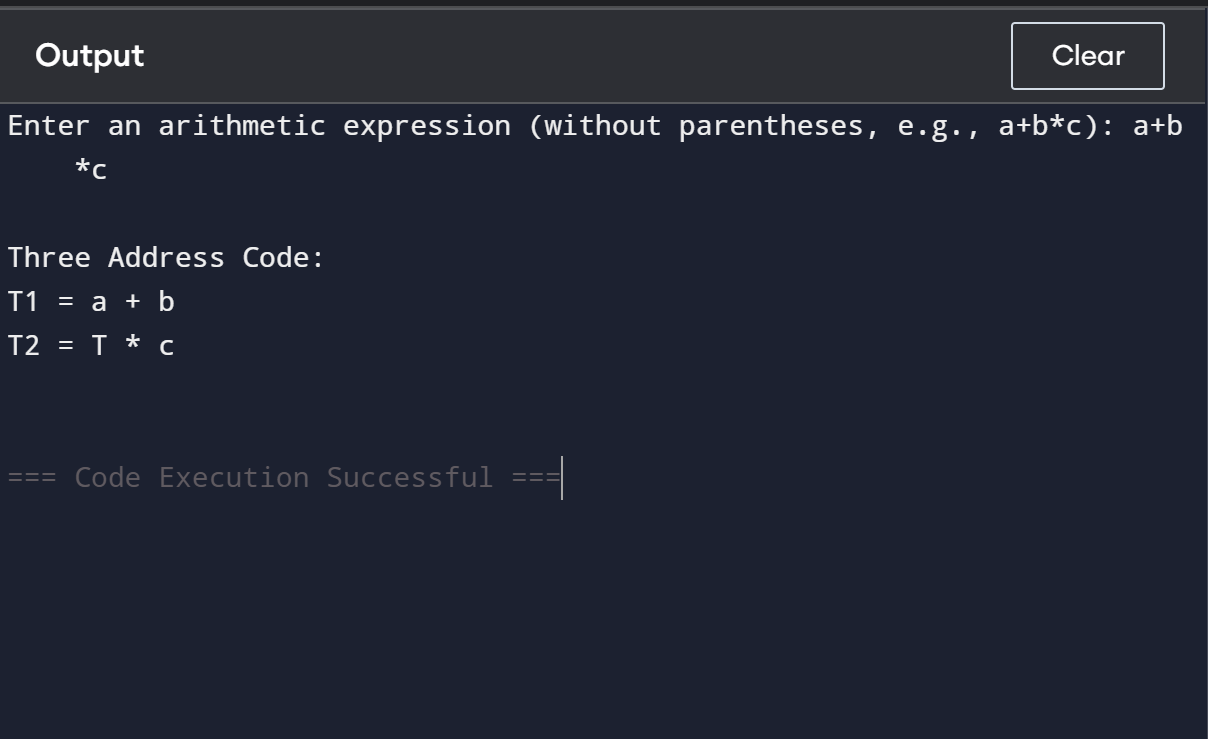 Output
Clear
Enter an arithmetic expression (without parentheses, e.g., a+b*c): a+b
*c
Three Address Code:
T1 = a + b
T2 = T * c
=== Code Execution Successful ===